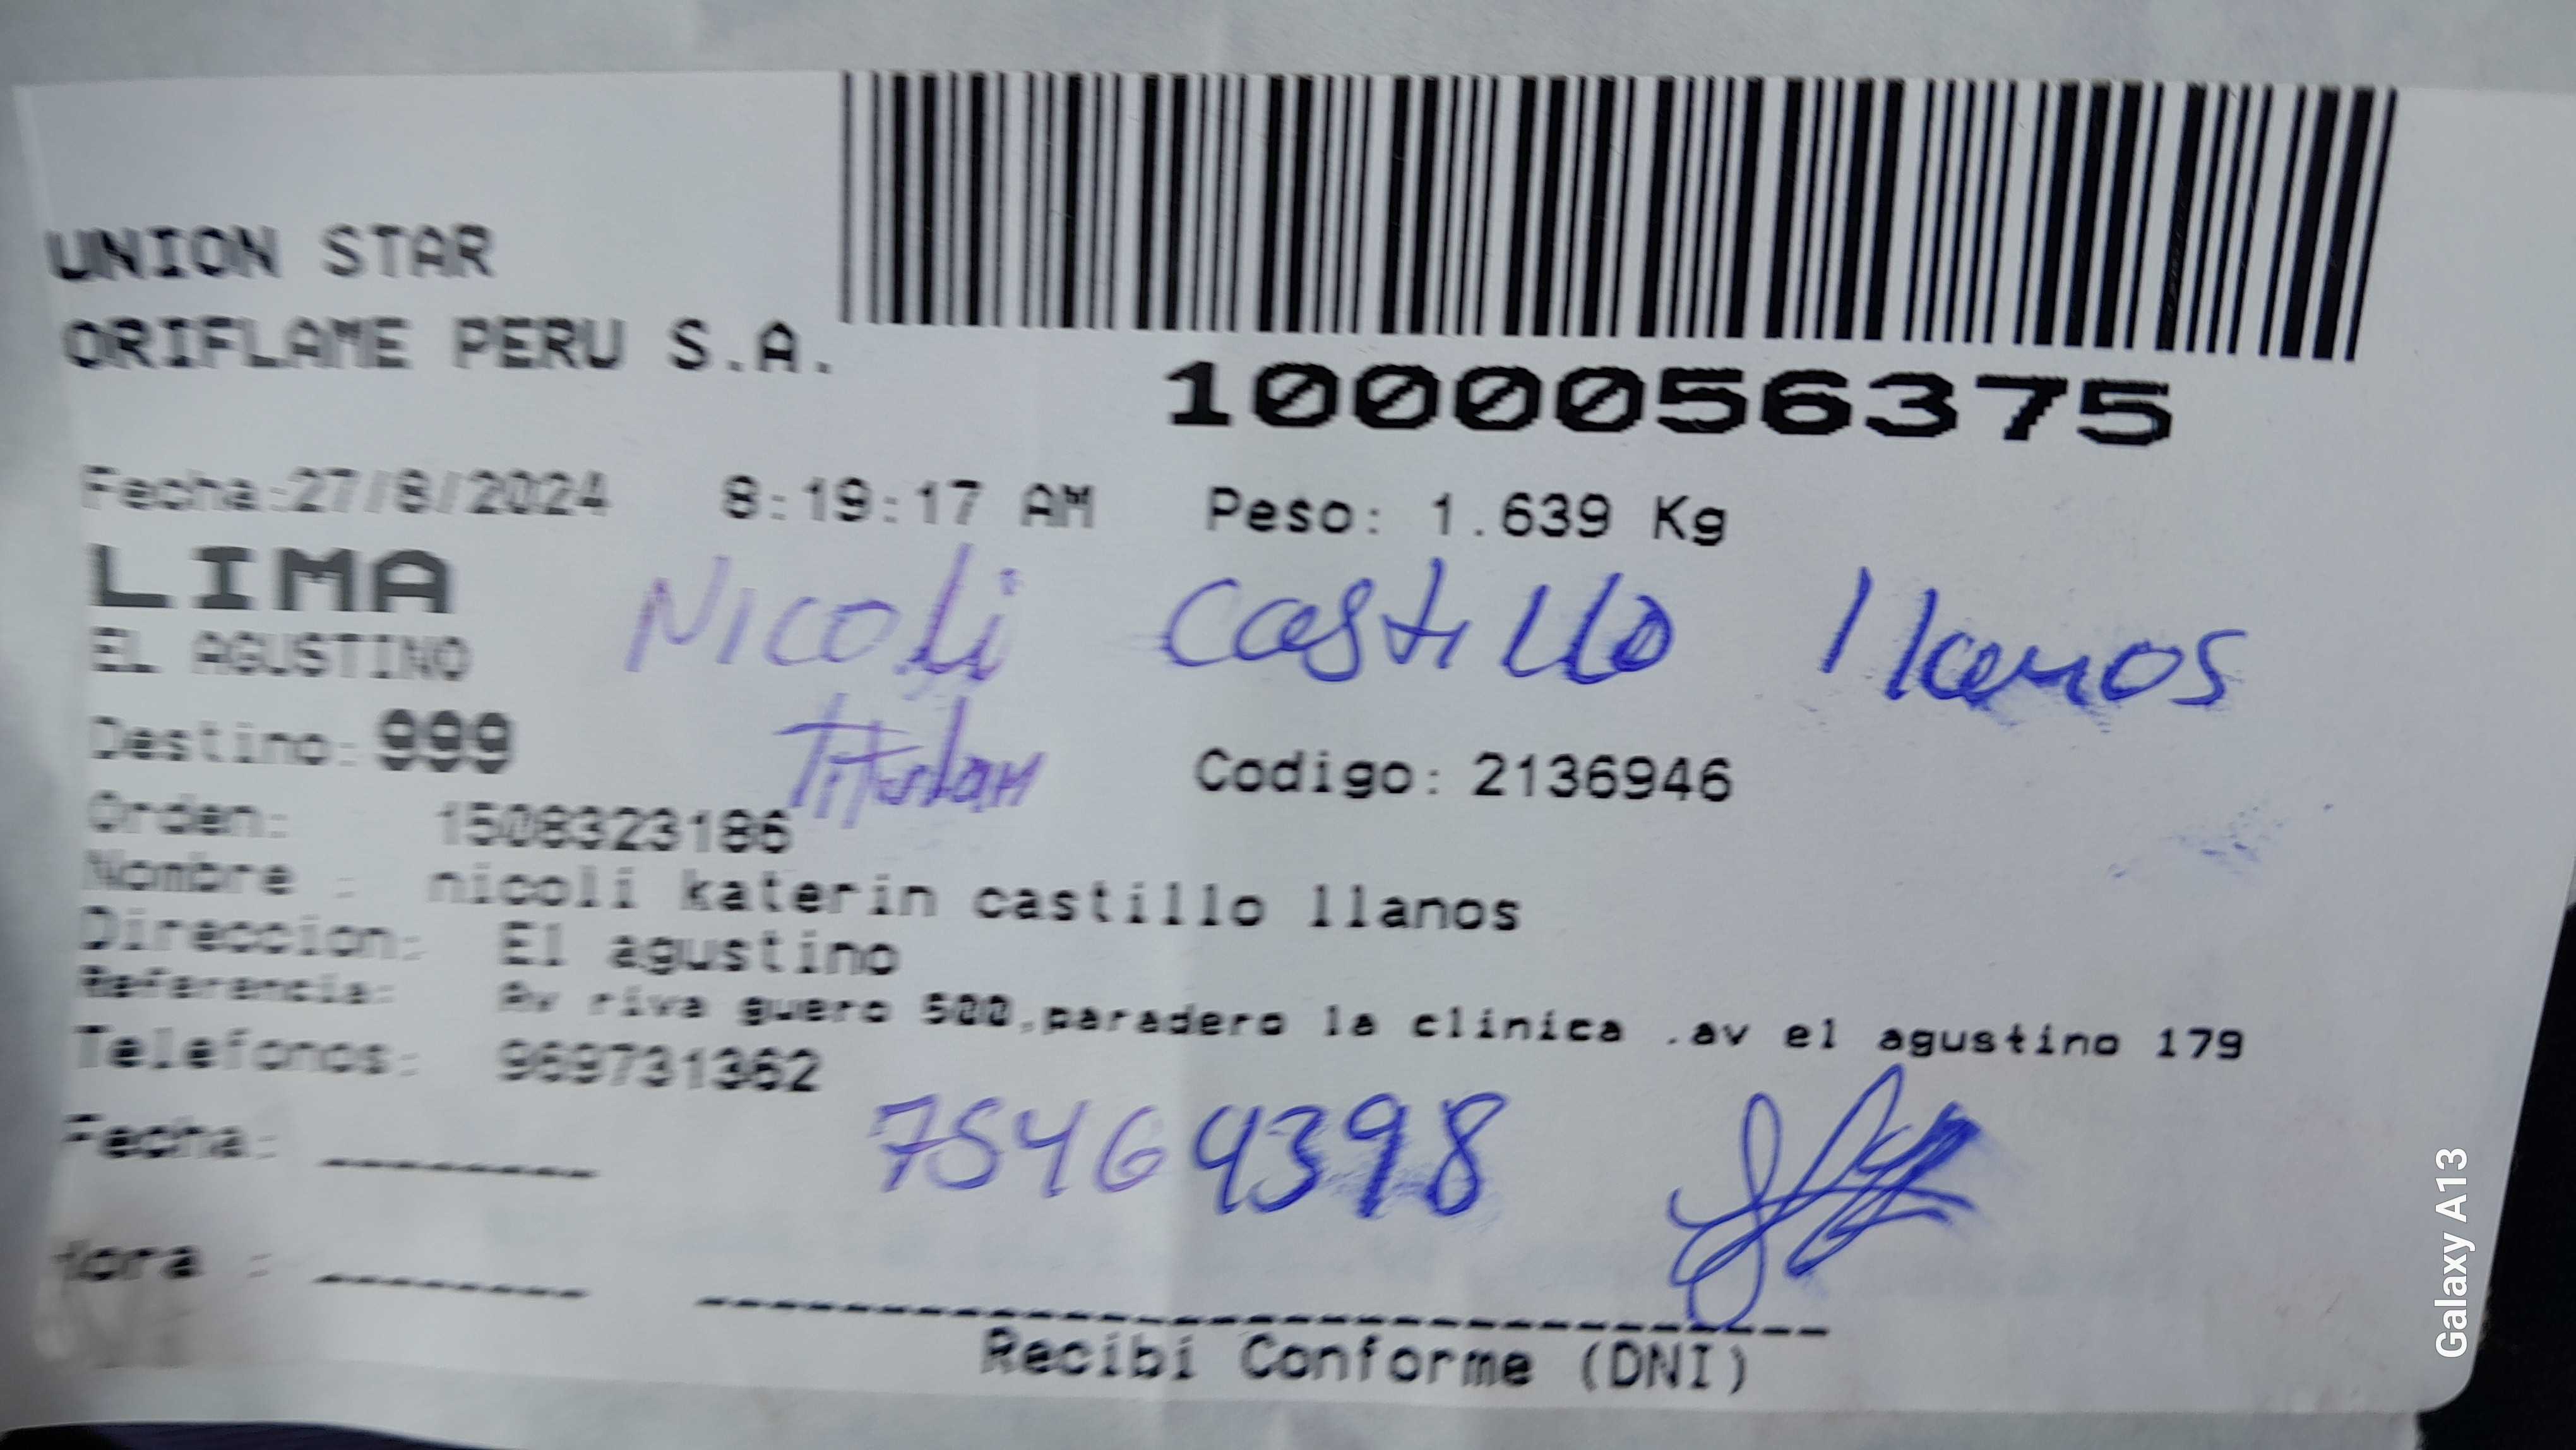 UNION STAR
ORIFLAME PERU S.A.
1000056375
Fecha:27/8/2024 8:19:17 AM Peso: 1.639 Kg
LIMA
EL AGUSTINO
Nicoli Castillo llanos
Titular
Destino: 999
Codigo: 2136946
Orden: 1508323186
Nombre : nicoli katerin castillo llanos
Direccion: El agustino
Referencia: Av riva guero 500,paradero la clinica .av el agustino 179
Telefonos: 969731362
75464398
Fecha: _______
Hora : _______
Recibi Conforme (DNI)
Galaxy A13